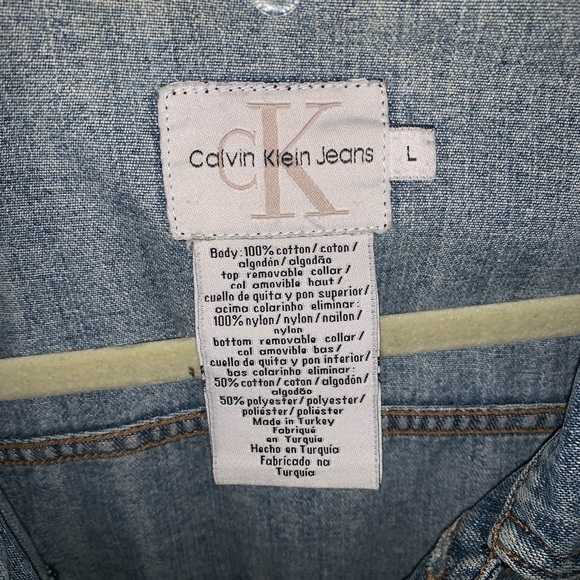 CK
Calvin Klein Jeans
L
Body: 100% cotton / coton /
algodón / algodão
top removable collar /
col amovible haut /
cuello de quita y pon superior /
acima colarinho eliminar:
100% nylon / nylon / nailon /
nylon
bottom removable collar /
col amovible bas /
cuello de quita y pon inferior /
bas colarinho eliminar:
50% cotton / coton / algodón /
algodão
50% polyester / polyester /
poliéster / poliéster
Made in Turkey
Fabriqué
en Turquie
Hecho en Turquía
Fabricado na
Turquia